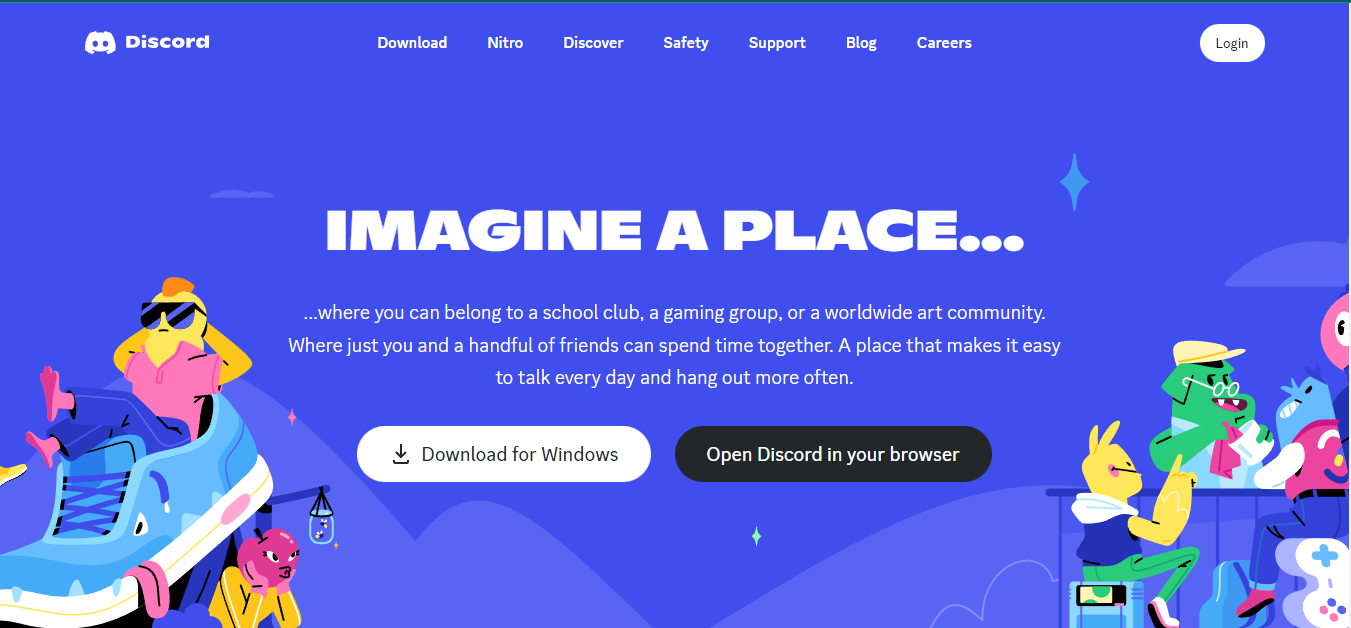 Discord
Download Nitro Discover Safety Support Blog Careers
Login
IMAGINE A PLACE...
...where you can belong to a school club, a gaming group, or a worldwide art community.
Where just you and a handful of friends can spend time together. A place that makes it easy
to talk every day and hang out more often.
Download for Windows
Open Discord in your browser